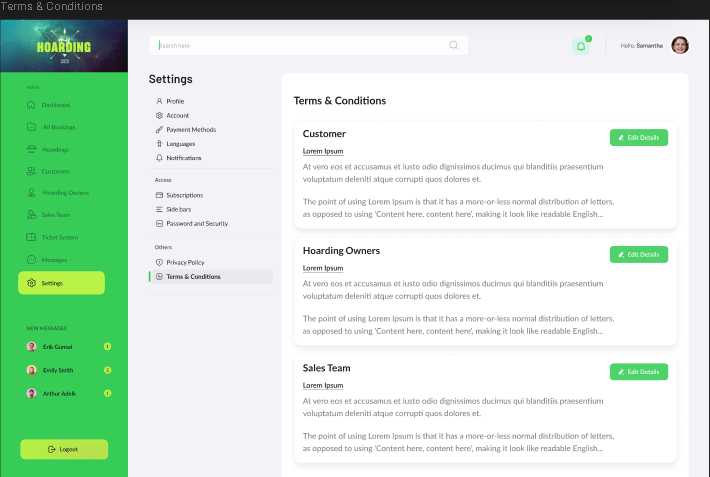 Terms & Conditions
HOARDING
Search here
Hello, Samantha
MAIN
Dashboard
All Bookings
Hoardings
Customers
Hoarding Owners
Sales Team
Ticket System
Messages
Settings
NEW MESSAGES
Erik Gunsel
1
Emily Smith
2
Arthur Adelk
1
Logout
Settings
Profile
Account
Payment Methods
Languages
Notifications
Access
Subscriptions
Side bars
Password and Security
Others
Privacy Policy
Terms & Conditions
Terms & Conditions
Customer
Edit Details
Lorem Ipsum
At vero eos et accusamus et iusto odio dignissimos ducimus qui blanditiis praesentium
voluptatum deleniti atque corrupti quos dolores et.
The point of using Lorem Ipsum is that it has a more-or-less normal distribution of letters,
as opposed to using 'Content here, content here', making it look like readable English...
Hoarding Owners
Edit Details
Lorem Ipsum
At vero eos et accusamus et iusto odio dignissimos ducimus qui blanditiis praesentium
voluptatum deleniti atque corrupti quos dolores et.
The point of using Lorem Ipsum is that it has a more-or-less normal distribution of letters,
as opposed to using 'Content here, content here', making it look like readable English...
Sales Team
Edit Details
Lorem Ipsum
At vero eos et accusamus et iusto odio dignissimos ducimus qui blanditiis praesentium
voluptatum deleniti atque corrupti quos dolores et.
The point of using Lorem Ipsum is that it has a more-or-less normal distribution of letters,
as opposed to using 'Content here, content here', making it look like readable English...